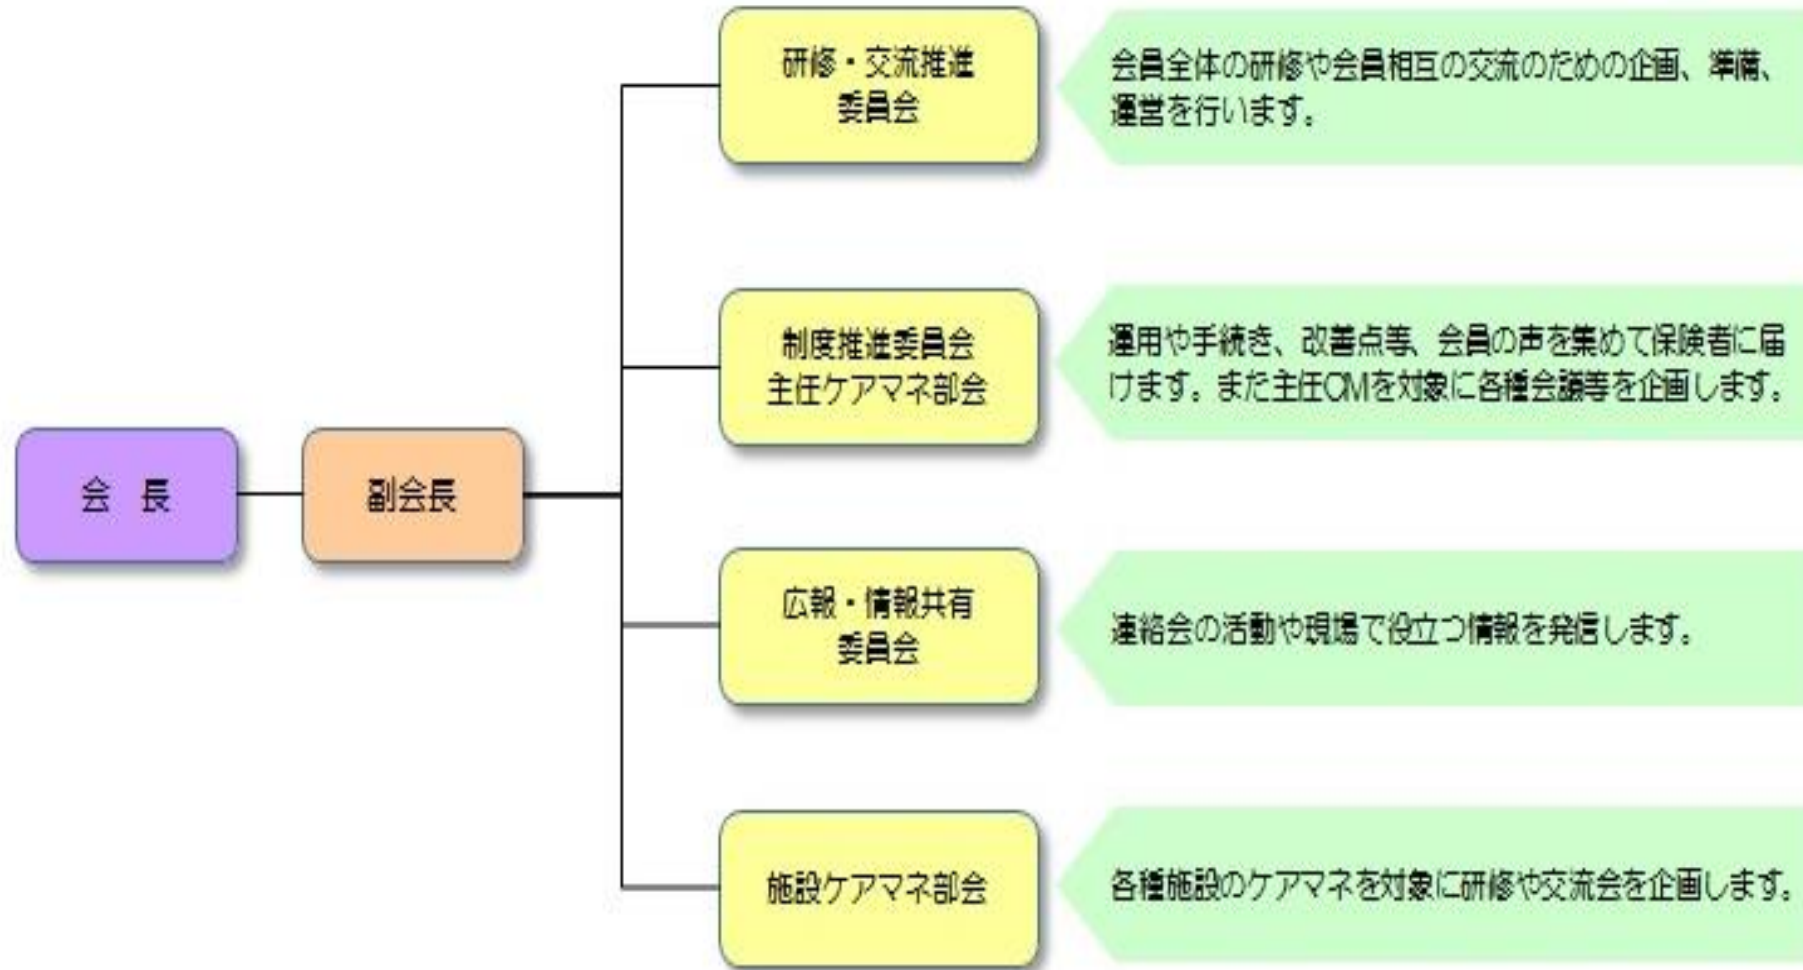 研修・交流推進
委員会
会員全体の研修や会員相互の交流のための企画、準備、
運営を行います。
制度推進委員会
主任ケアマネ部会
運用や手続き、改善点等、会員の声を集めて保険者に届
けます。また主任CMを対象に各種会議等を企画します。
会　長
副会長
広報・情報共有
委員会
連絡会の活動や現場で役立つ情報を発信します。
施設ケアマネ部会
各種施設のケアマネを対象に研修や交流会を企画します。